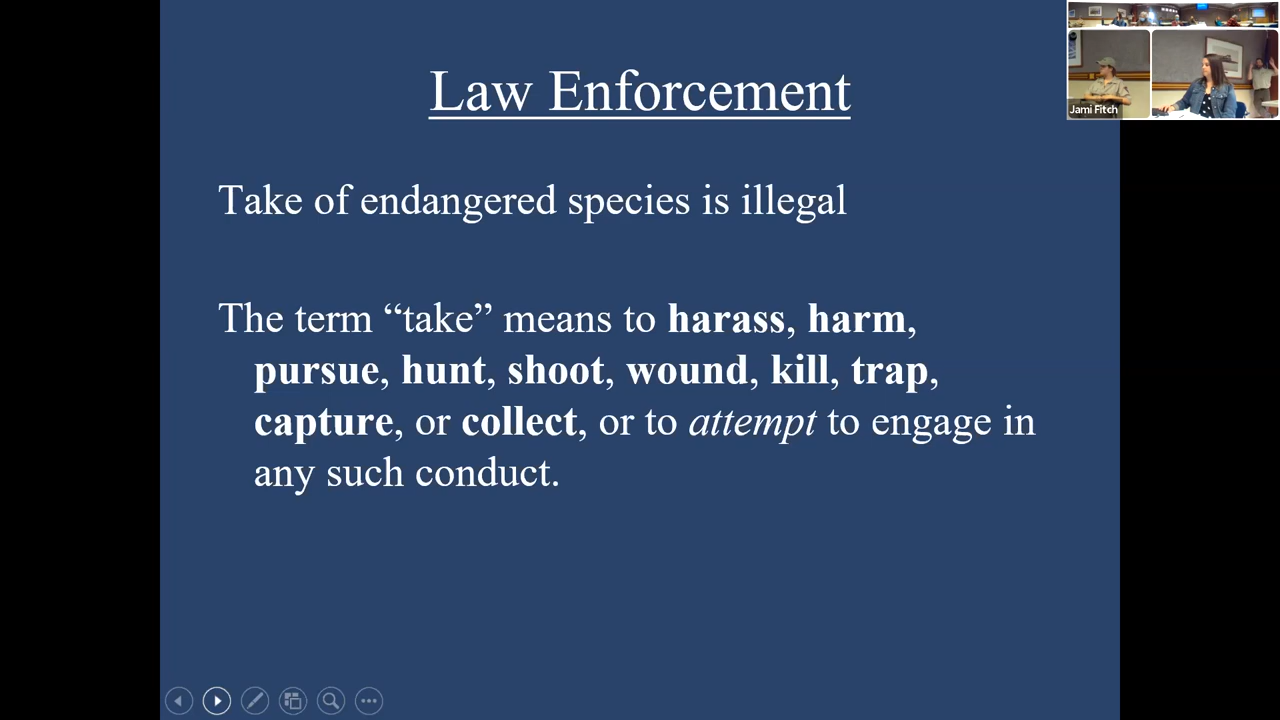 Law Enforcement
Jami Fitch
Take of endangered species is illegal
The term “take” means to harass, harm,
pursue, hunt, shoot, wound, kill, trap,
capture, or collect, or to attempt to engage in
any such conduct.